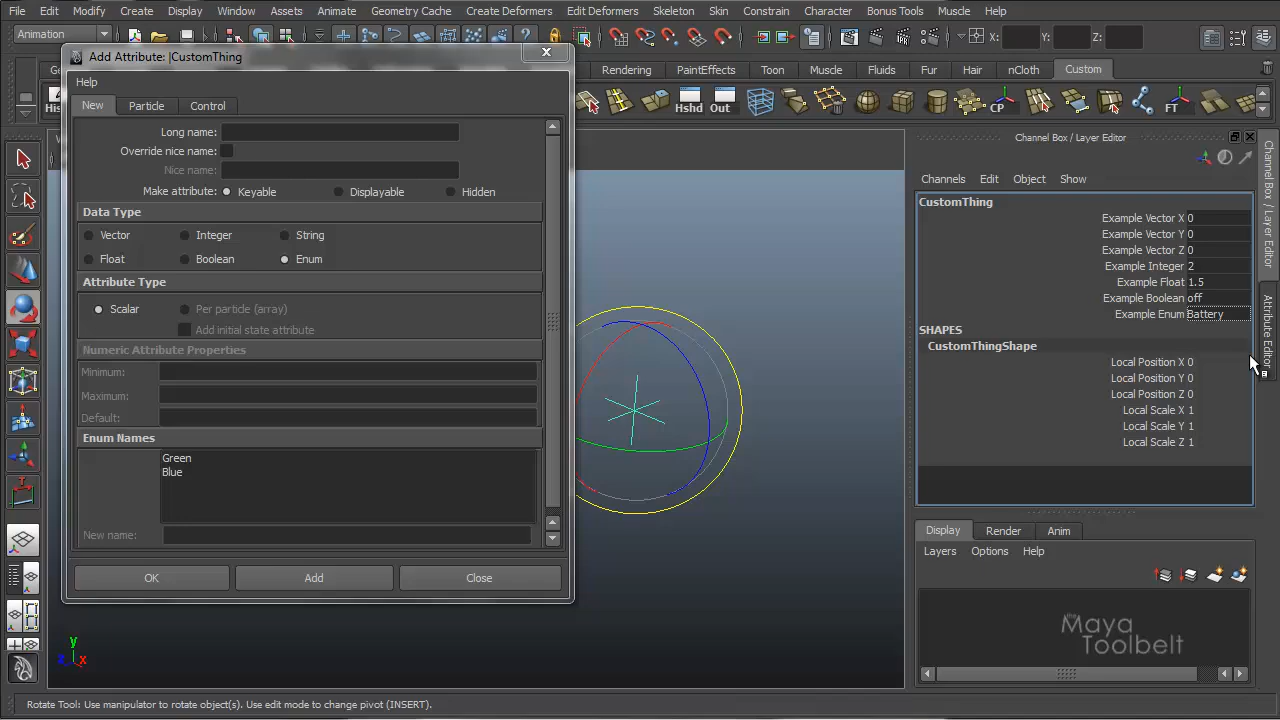 File Edit Modify Create Display Window Assets Animate Geometry Cache Create Deformers Edit Deformers Skeleton Skin Constrain Character Bonus Tools Muscle Help
Animation X: Y: Z:
Add Attribute: |CustomThing
Rendering PaintEffects Toon Muscle Fluids Fur Hair nCloth Custom
Help
Hshd Out CP FT
New Particle Control
Long name:
Override nice name:
Nice name:
Make attribute: Keyable Displayable Hidden
Data Type
Vector Integer String
Float Boolean Enum
Attribute Type
Scalar Per particle (array)
Add initial state attribute
Numeric Attribute Properties
Minimum:
Maximum:
Default:
Enum Names
Green
Blue
New name:
OK Add Close
Channel Box / Layer Editor
Channels Edit Object Show
CustomThing
Example Vector X 0
Example Vector Y 0
Example Vector Z 0
Example Integer 2
Example Float 1.5
Example Boolean off
Example Enum Battery
SHAPES
CustomThingShape
Local Position X 0
Local Position Y 0
Local Position Z 0
Local Scale X 1
Local Scale Y 1
Local Scale Z 1
Channel Box / Layer Editor
Attribute Editor
Display Render Anim
Layers Options Help
the Maya
Toolbelt
y
z x
Rotate Tool: Use manipulator to rotate object(s). Use edit mode to change pivot (INSERT).